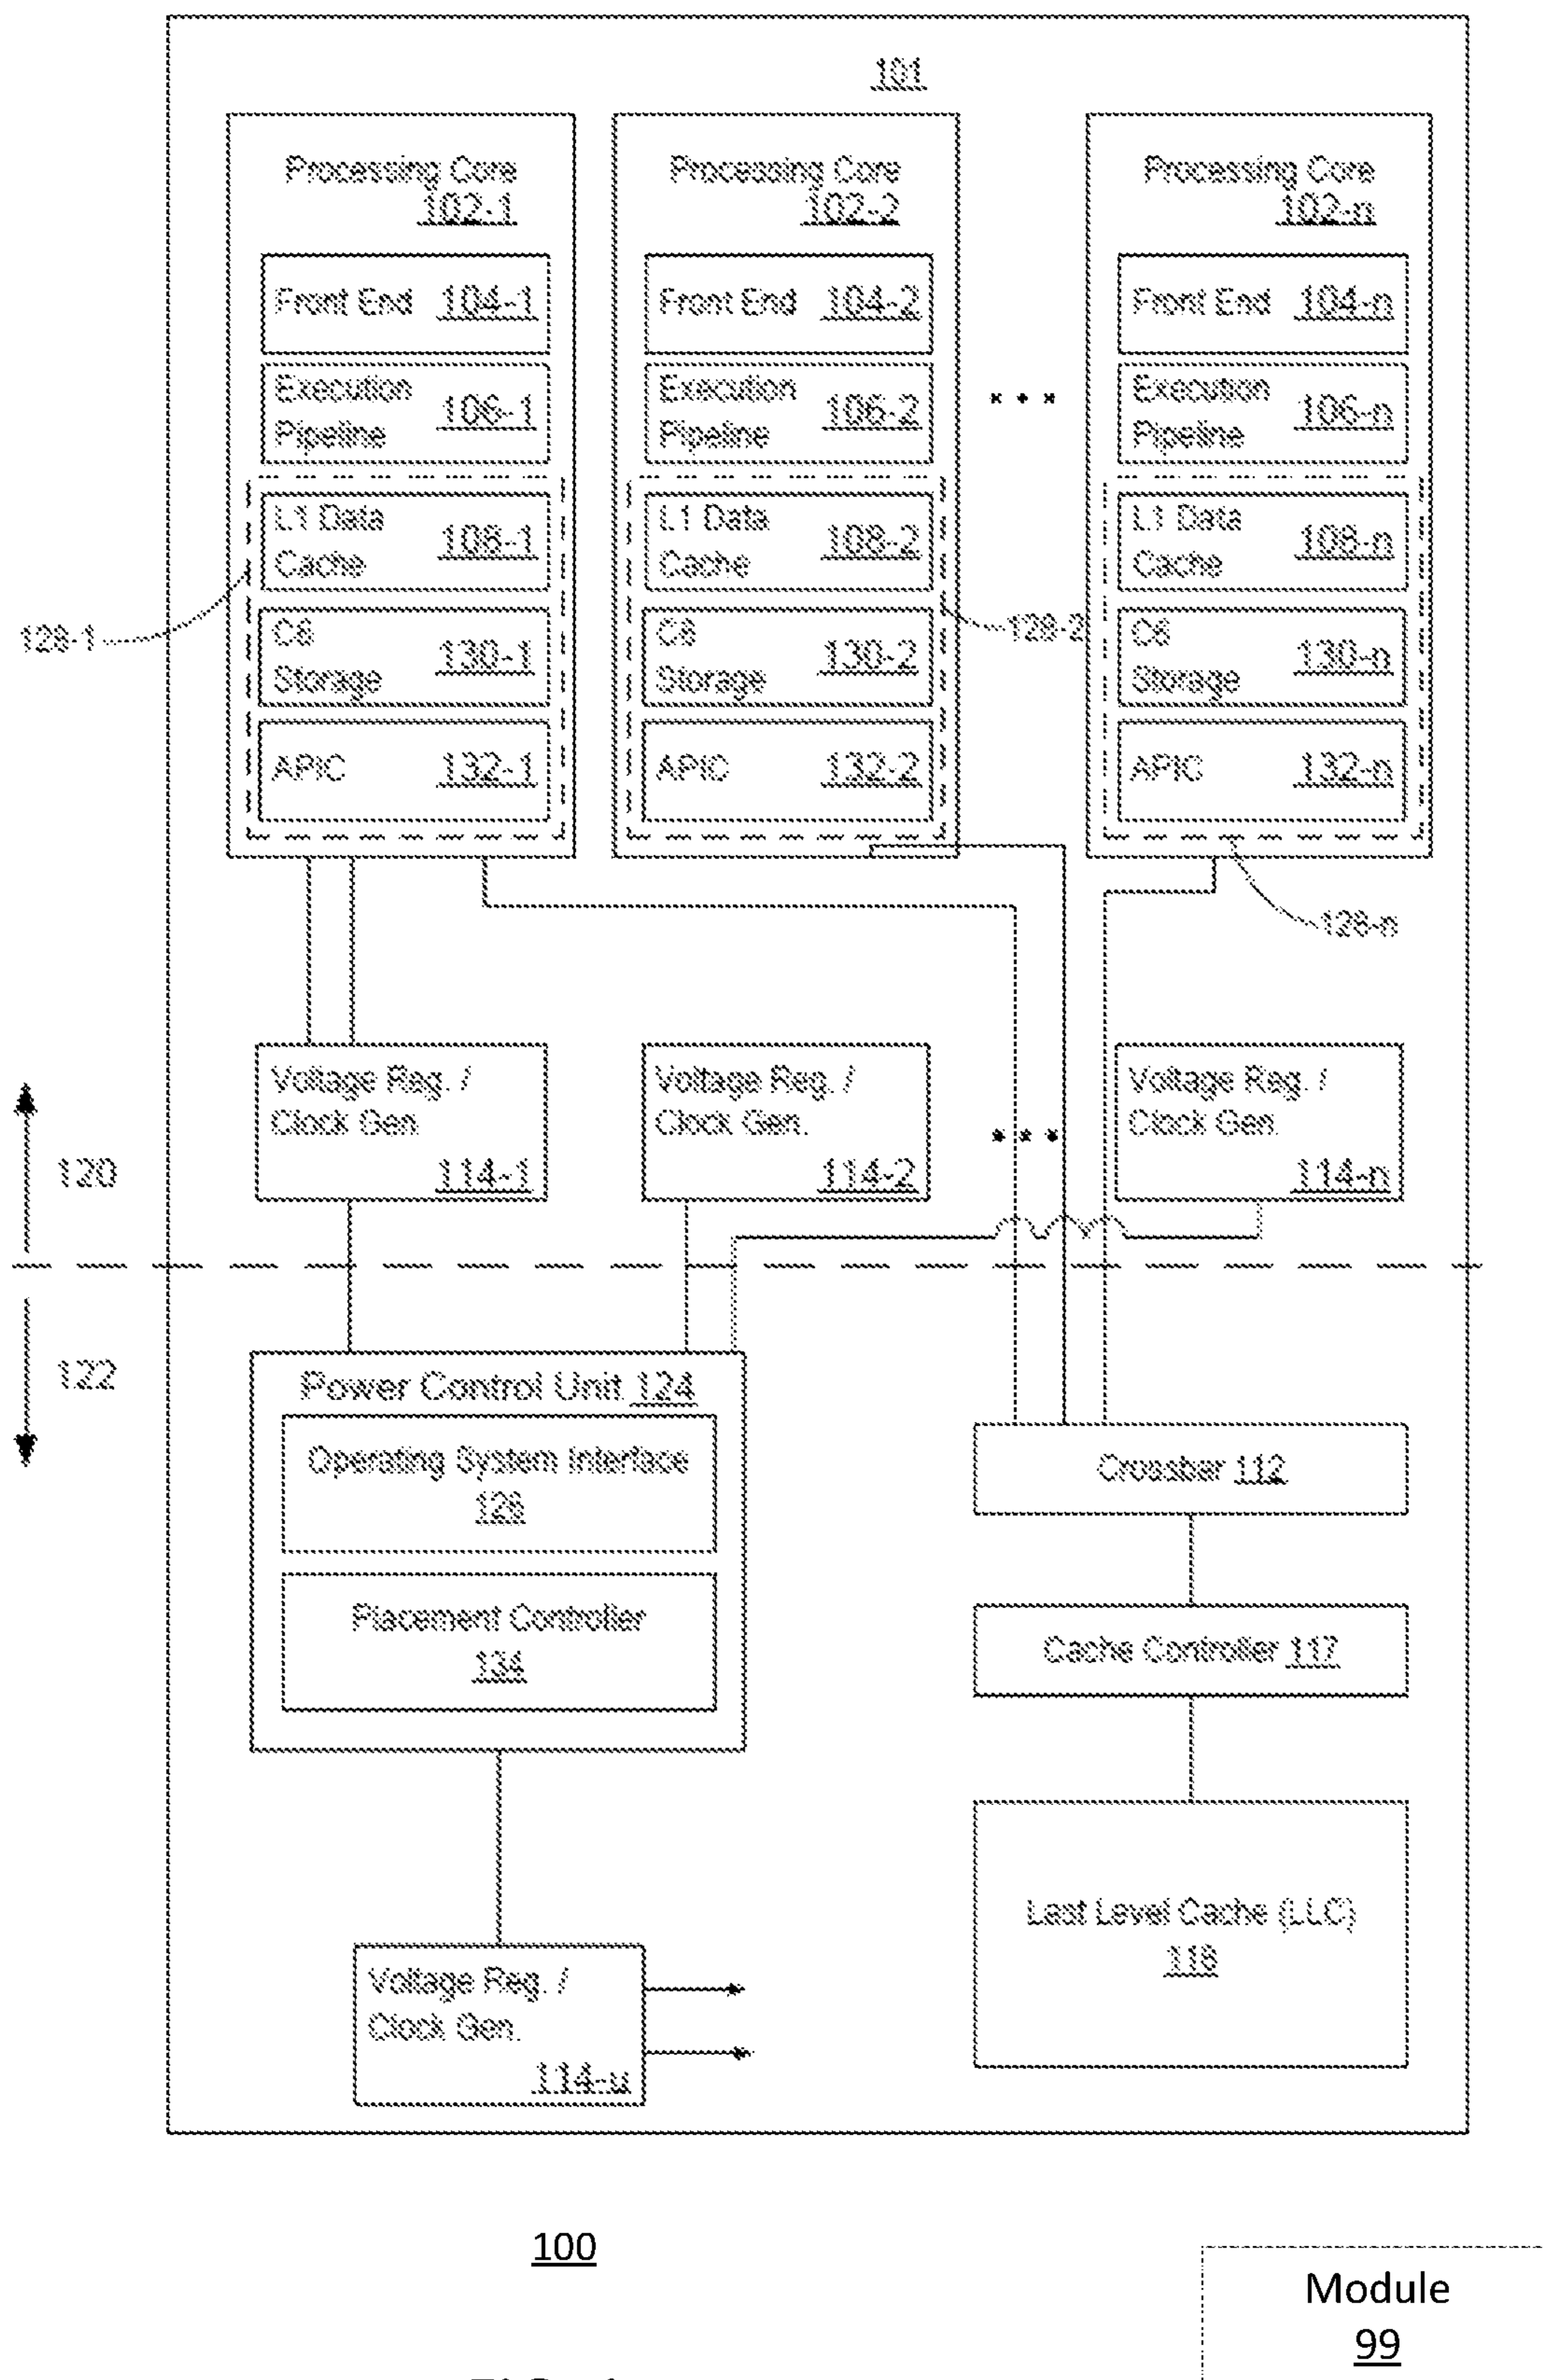 101
Processing Core
102-1
Front End 104-1
Execution
Pipeline
106-1
L1 Data
Cache
108-1
C6
Storage
130-1
APIC 132-1
128-1
Processing Core
102-2
Front End 104-2
Execution
Pipeline
106-2
L1 Data
Cache
108-2
C6
Storage
130-2
APIC 132-2
128-2
Processing Core
102-n
Front End 104-n
Execution
Pipeline
106-n
L1 Data
Cache
108-n
C6
Storage
130-n
APIC 132-n
128-n
Voltage Reg. /
Clock Gen.
114-1
Voltage Reg. /
Clock Gen.
114-2
Voltage Reg. /
Clock Gen.
114-n
120
122
Power Control Unit 124
Operating System Interface
126
Placement Controller
134
Crossbar 112
Cache Controller 117
Last Level Cache (LLC)
118
Voltage Reg. /
Clock Gen.
114-u
100
Module
99